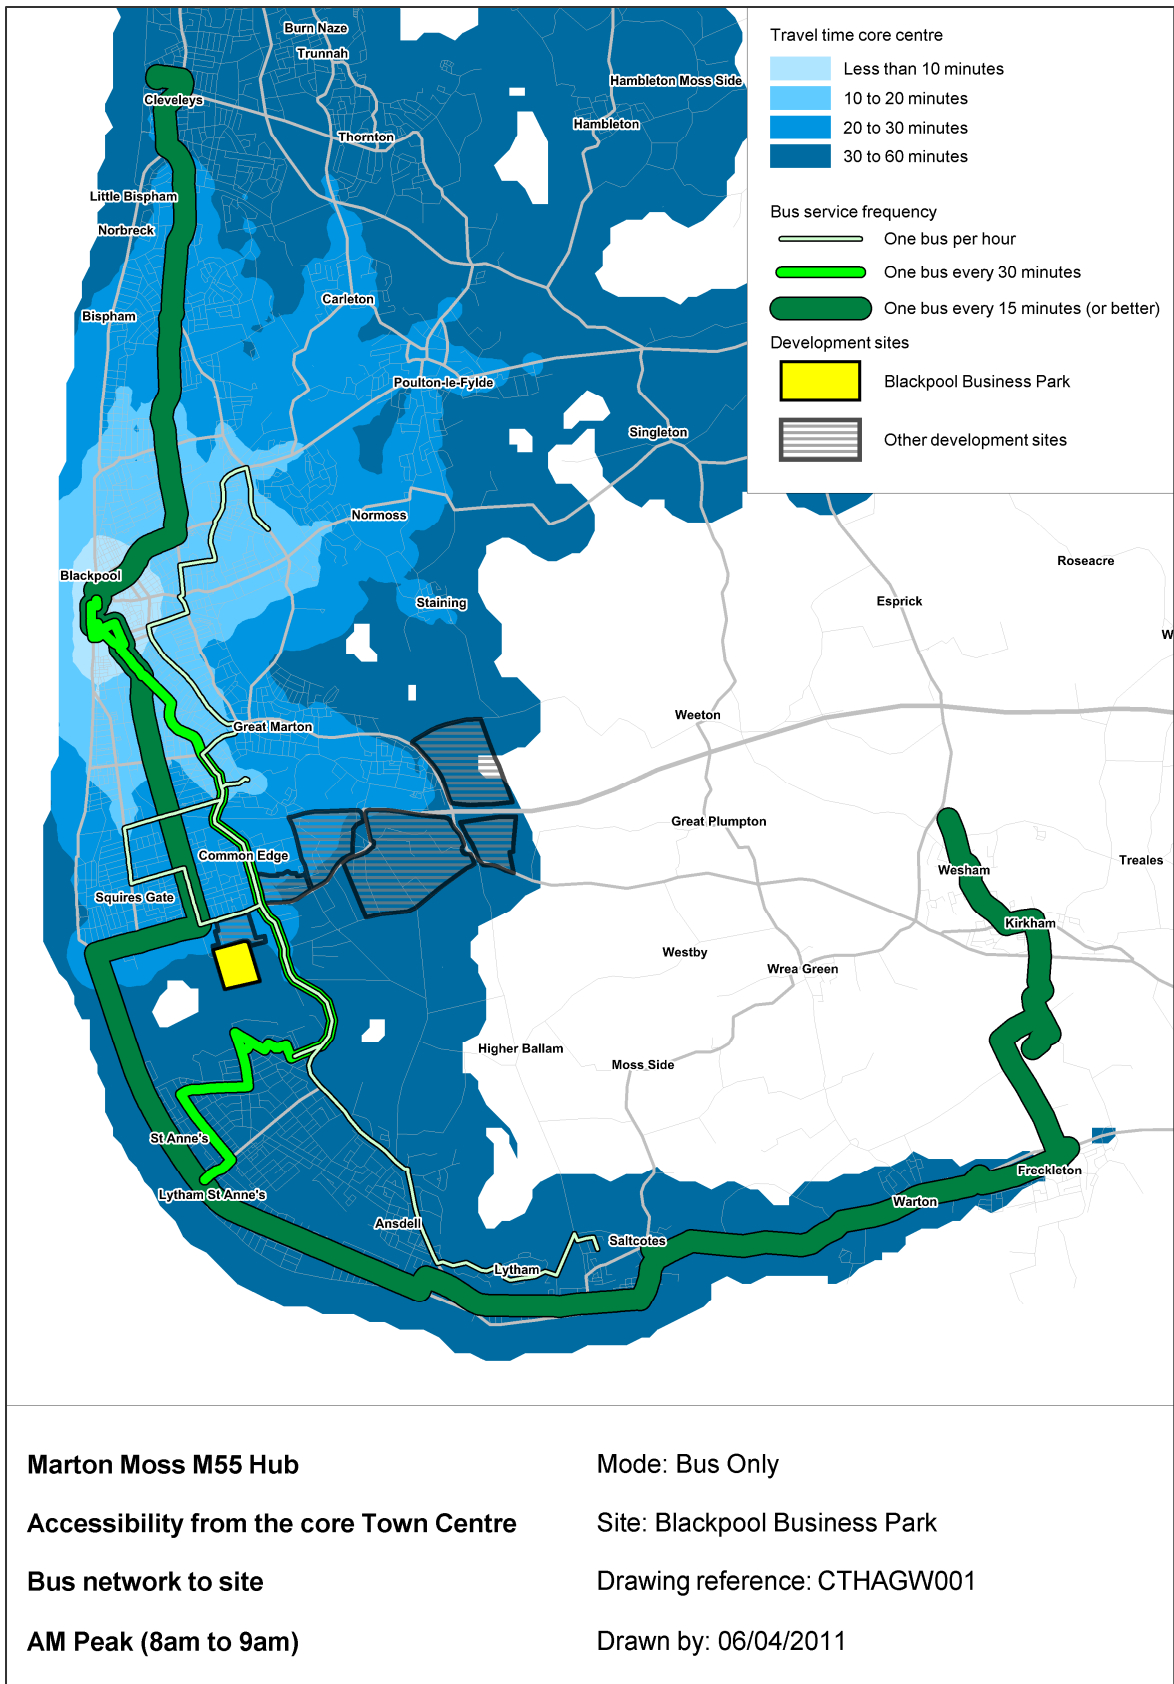 Burn Naze
Trunnah
Hambleton Moss Side
Cleveleys
Hambleton
Thornton
Little Bispham
Norbreck
Carleton
Bispham
Poulton-le-Fylde
Singleton
Normoss
Blackpool
Staining
Roseacre
Esprick
W
Weeton
Great Marton
Great Plumpton
Common Edge
Treales
Wesham
Squires Gate
Kirkham
Westby
Wrea Green
Higher Ballam
Moss Side
St Anne's
Freckleton
Lytham St Anne's
Warton
Ansdell
Saltcotes
Lytham
Travel time core centre
Less than 10 minutes
10 to 20 minutes
20 to 30 minutes
30 to 60 minutes
Bus service frequency
One bus per hour
One bus every 30 minutes
One bus every 15 minutes (or better)
Development sites
Blackpool Business Park
Other development sites
Marton Moss M55 Hub
Accessibility from the core Town Centre
Bus network to site
AM Peak (8am to 9am)
Mode: Bus Only
Site: Blackpool Business Park
Drawing reference: CTHAGW001
Drawn by: 06/04/2011